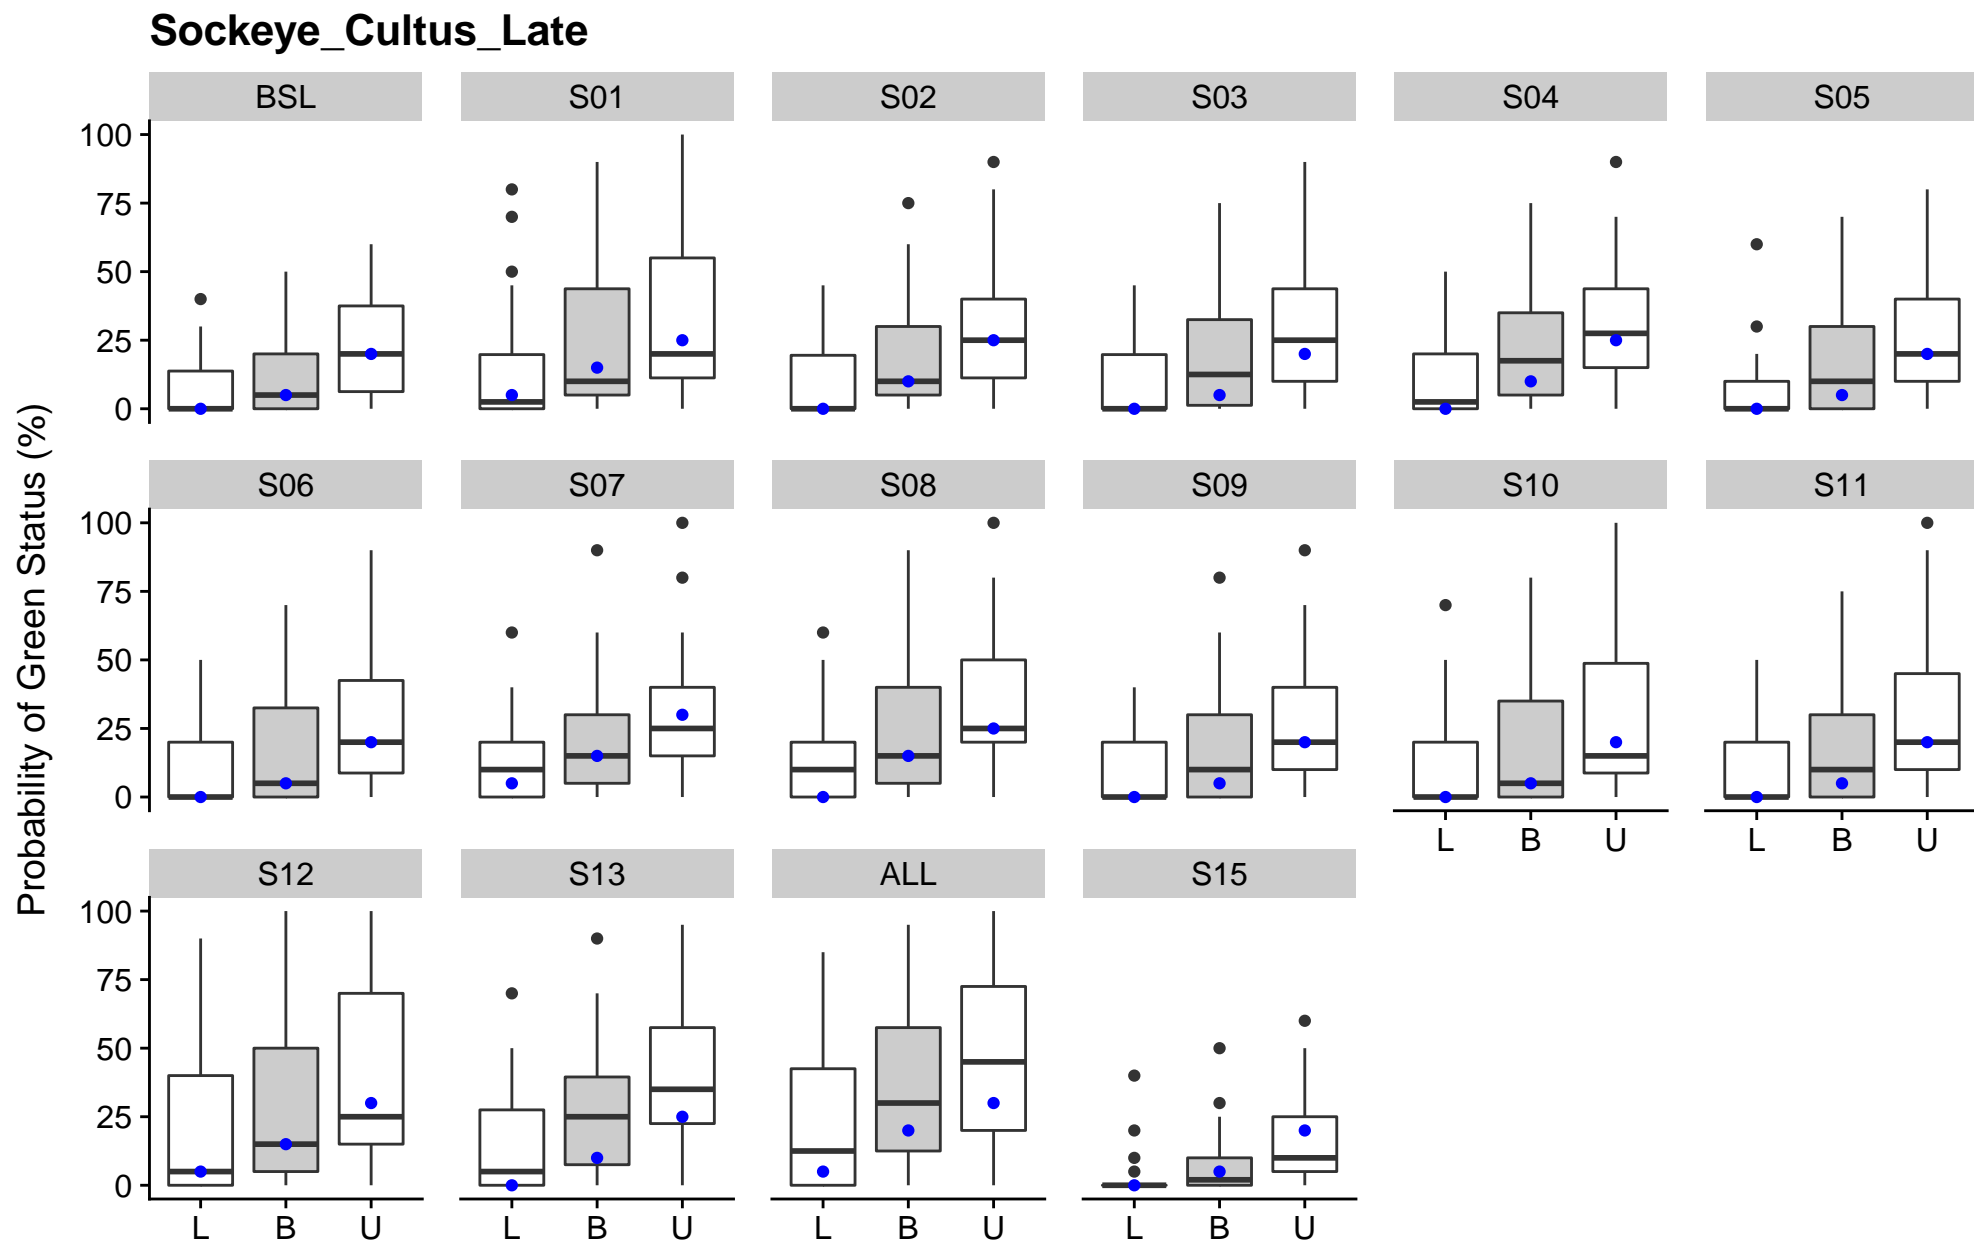 Sockeye_Cultus_Late
BSL S01 S02 S03 S04 S05
100
75
50
25
0
S06 S07 S08 S09 S10 S11
100
75
50
25
0
L B U L B U
S12 S13 ALL S15
100
75
50
25
0
L B U L B U L B U L B U
Probability of Green Status (%)